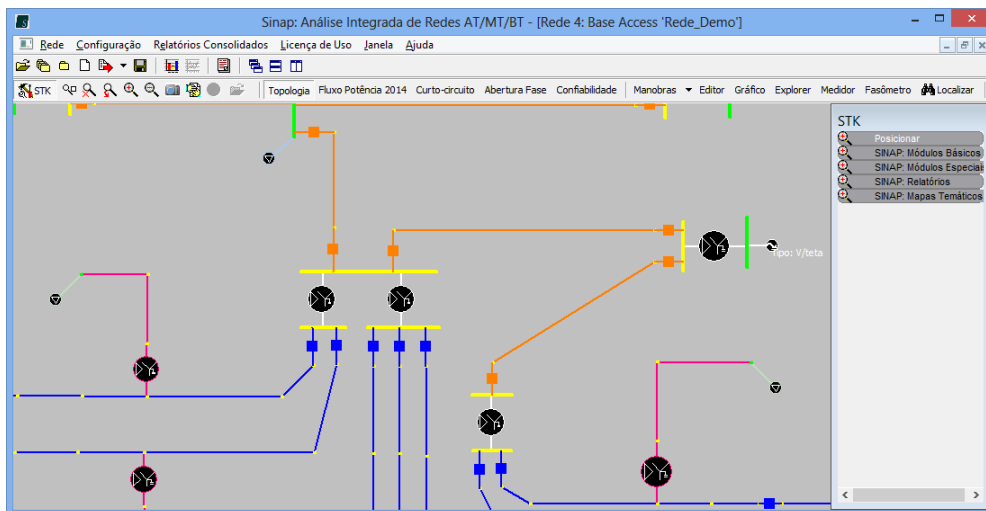 Sinap: Análise Integrada de Redes AT/MT/BT - [Rede 4: Base Access 'Rede_Demo']
Rede Configuração Relatórios Consolidados Licença de Uso Janela Ajuda
STK Topologia Fluxo Potência 2014 Curto-circuito Abertura Fase Confiabilidade Manobras Editor Gráfico Explorer Medidor Fasômetro Localizar
STK
Posicionar
SINAP: Módulos Básicos
SINAP: Módulos Especiai
SINAP: Relatórios
SINAP: Mapas Temáticos
Tipo: V/teta